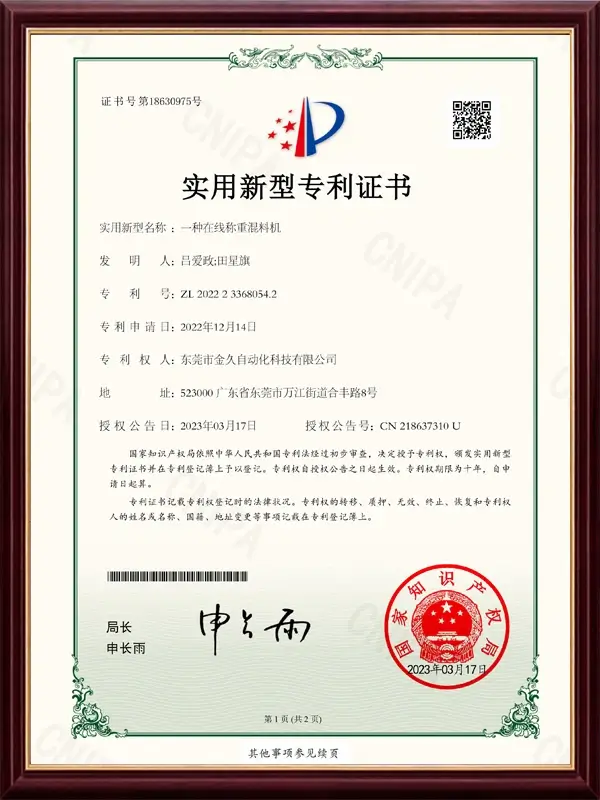 证书号第18630975号
实用新型专利证书
实用新型名称：一种在线称重混料机
发明人：吕爱政;田星旗
专利号：ZL 2022 2 3368054.2
专利申请日：2022年12月14日
专利权人：东莞市金久自动化科技有限公司
地址：523000 广东省东莞市万江街道合丰路8号
授权公告日：2023年03月17日 授权公告号：CN 218637310 U
国家知识产权局依照中华人民共和国专利法经过初步审查，决定授予专利权，颁发实用新型
专利证书并在专利登记簿上予以登记。专利权自授权公告之日起生效。专利权期限为十年，自申
请日起算。
专利证书记载专利权登记时的法律状况。专利权的转移、质押、无效、终止、恢复和专利权
人的姓名或名称、国籍、地址变更等事项记载在专利登记簿上。
局长
申长雨
申长雨
国家知识产权局
2023年03月17日
第 1 页 (共 2 页)
其他事项参见续页
CNIPA
CNIPA
CNIPA